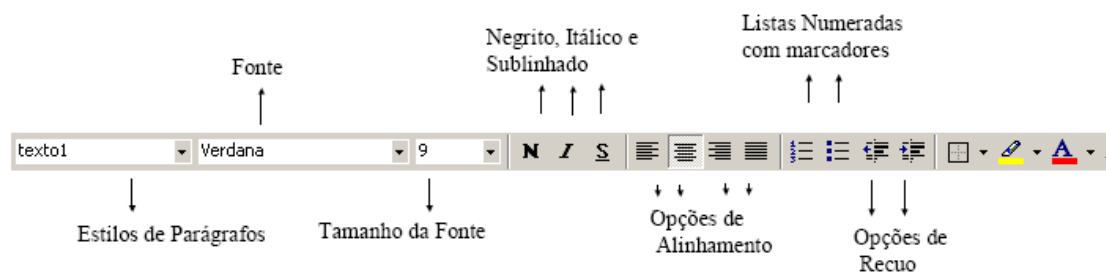 Negrito, Itálico e
Sublinhado
Listas Numeradas
com marcadores
Fonte
texto1
Verdana
9
N I S
A
Estilos de Parágrafos
Tamanho da Fonte
Opções de
Alinhamento
Opções de
Recuo